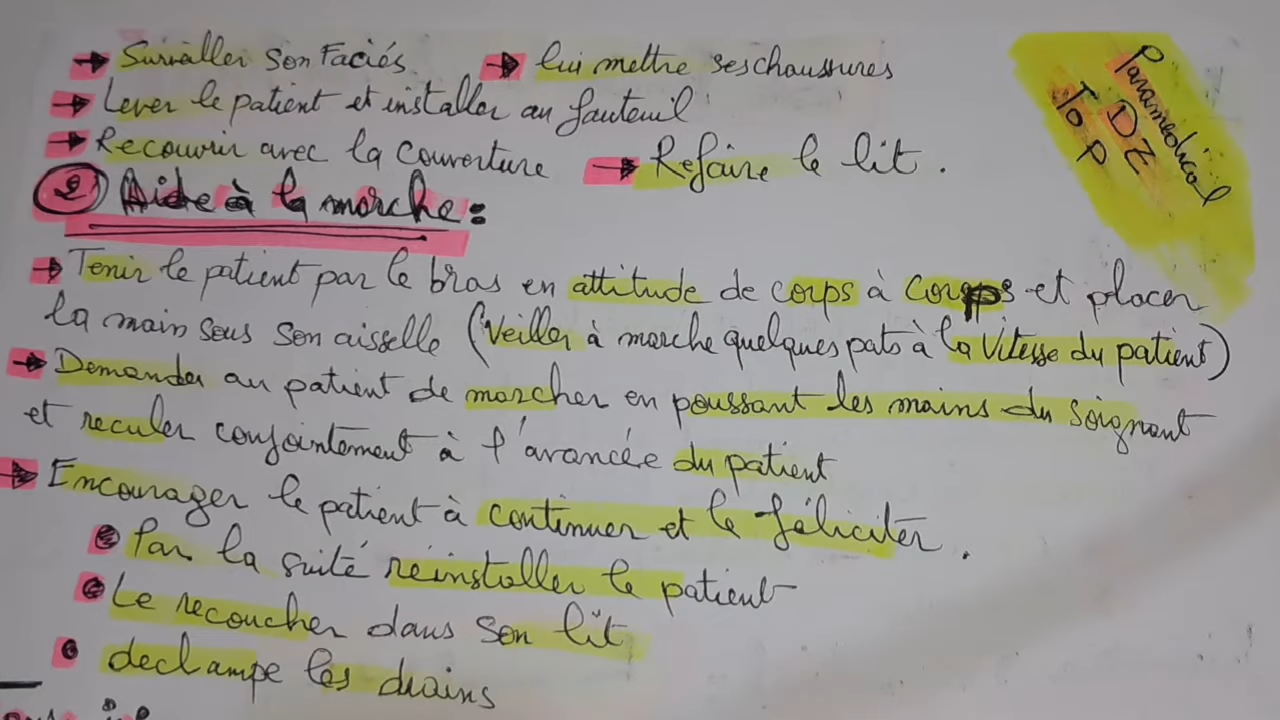 → Surveiller son Faciés → lui mettre ses chaussures
→ Lever le patient et installer au fauteuil
→ Recouvrir avec la couverture → Refaire le lit.
② Aide à la marche:
→ Tenir le patient par le bras en attitude de corps à corps et placer
la main sous son aisselle (Veiller à marche quelques pats à la vitesse du patient)
→ Demander au patient de marcher en poussant les mains du soignant
et reculer conjointement à l'avancée du patient
→ Encourager le patient à continuer et le féliciter.
• Par la suité réinstaller le patient
• Le recoucher dans son lit
• declampe les drains
Paramedical
DZ
Top